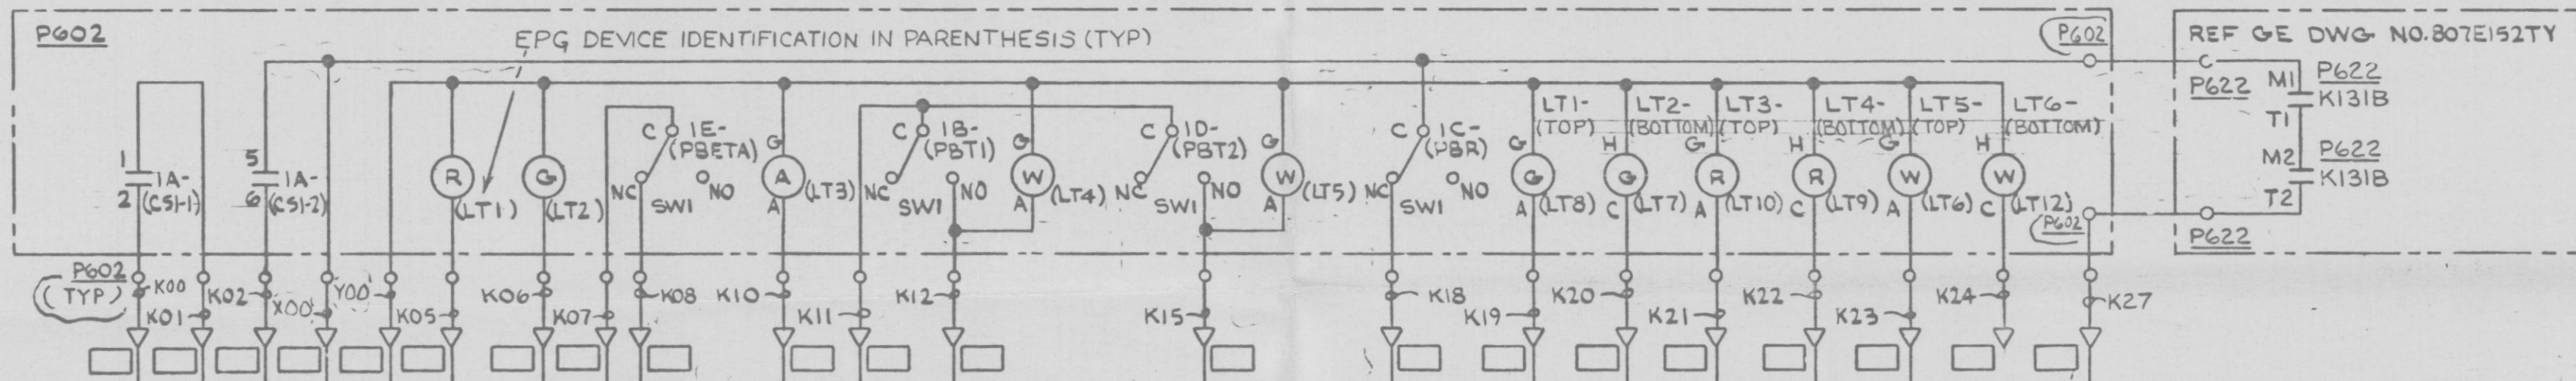 P602
EPG DEVICE IDENTIFICATION IN PARENTHESIS (TYP)
P602
REF GE DWG NO. 807E152TY
C
P622
M1
P622
K131B
T1
M2
P622
K131B
T2
P622
1
2
1A-
(CS1-1)
5
6
1A-
(CS1-2)
R
(LT1)
G
(LT2)
C
1E-
(PBETA)
NC
NO
SW1
G
A
A
(LT3)
C
1B-
(PBT1)
NC
NO
SW1
G
W
A
(LT4)
C
1D-
(PBT2)
NC
NO
SW1
G
W
A
(LT5)
C
1C-
(PBR)
NC
NO
SW1
LT1-
(TOP)
G
G
A
(LT8)
LT2-
(BOTTOM)
H
G
C
(LT7)
LT3-
(TOP)
G
R
A
(LT10)
LT4-
(BOTTOM)
H
R
C
(LT9)
LT5-
(TOP)
G
W
A
(LT6)
LT6-
(BOTTOM)
H
W
C
(LT12)
P602
P602
(TYP)
K00
K01
K02
X00
Y00
K05
K06
K07
K08
K10
K11
K12
K15
K18
K19
K20
K21
K22
K23
K24
K27